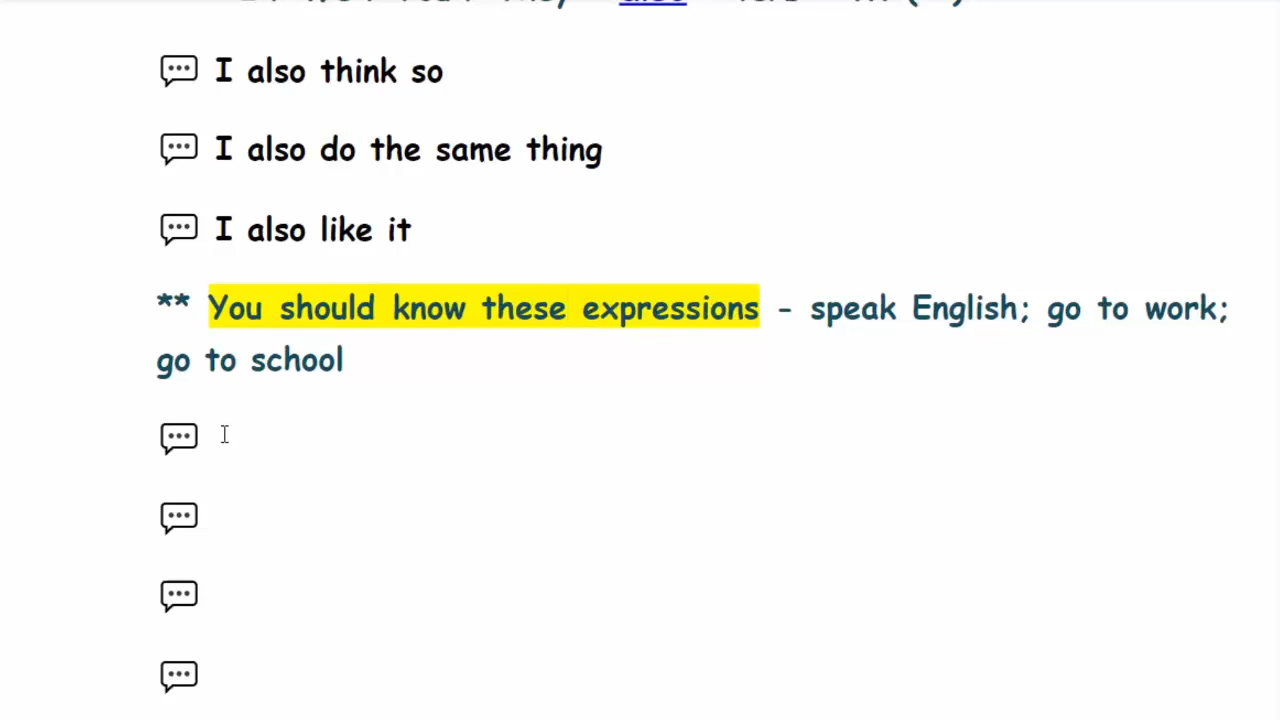 also
I also think so
I also do the same thing
I also like it
** You should know these expressions - speak English; go to work;
go to school